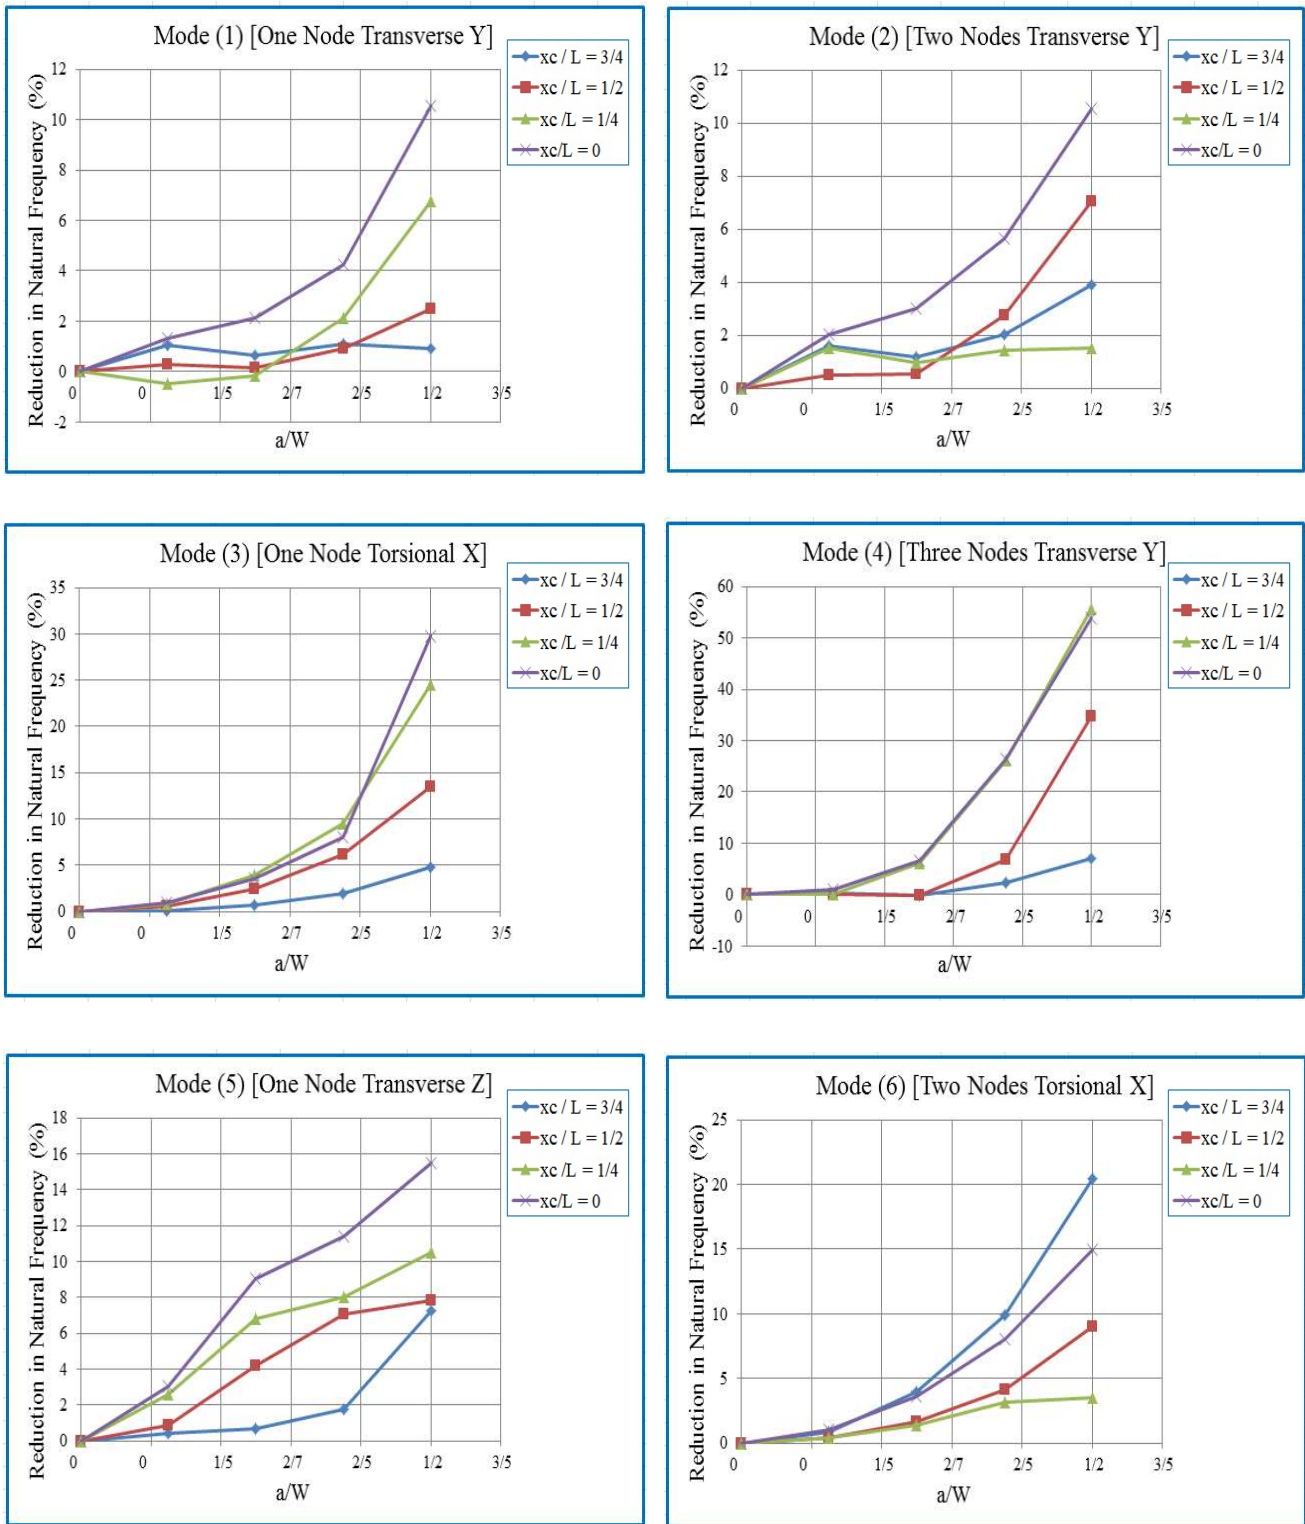 Mode (1) [One Node Transverse Y]
Reduction in Natural Frequency (%)
12
10
8
6
4
2
0
-2
0 0 1/5 2/7 2/5 1/2 3/5
a/W
xc / L = 3/4
xc / L = 1/2
xc /L = 1/4
xc/L = 0
Mode (2) [Two Nodes Transverse Y]
Reduction in Natural Frequency (%)
12
10
8
6
4
2
0
0 0 1/5 2/7 2/5 1/2 3/5
a/W
xc / L = 3/4
xc / L = 1/2
xc /L = 1/4
xc/L = 0
Mode (3) [One Node Torsional X]
Reduction in Natural Frequency (%)
35
30
25
20
15
10
5
0
0 0 1/5 2/7 2/5 1/2 3/5
a/W
xc / L = 3/4
xc / L = 1/2
xc /L = 1/4
xc/L = 0
Mode (4) [Three Nodes Transverse Y]
Reduction in Natural Frequency (%)
60
50
40
30
20
10
0
-10
0 0 1/5 2/7 2/5 1/2 3/5
a/W
xc / L = 3/4
xc / L = 1/2
xc /L = 1/4
xc/L = 0
Mode (5) [One Node Transverse Z]
Reduction in Natural Frequency (%)
18
16
14
12
10
8
6
4
2
0
0 0 1/5 2/7 2/5 1/2 3/5
a/W
xc / L = 3/4
xc / L = 1/2
xc /L = 1/4
xc/L = 0
Mode (6) [Two Nodes Torsional X]
Reduction in Natural Frequency (%)
25
20
15
10
5
0
0 0 1/5 2/7 2/5 1/2 3/5
a/W
xc / L = 3/4
xc / L = 1/2
xc /L = 1/4
xc/L = 0